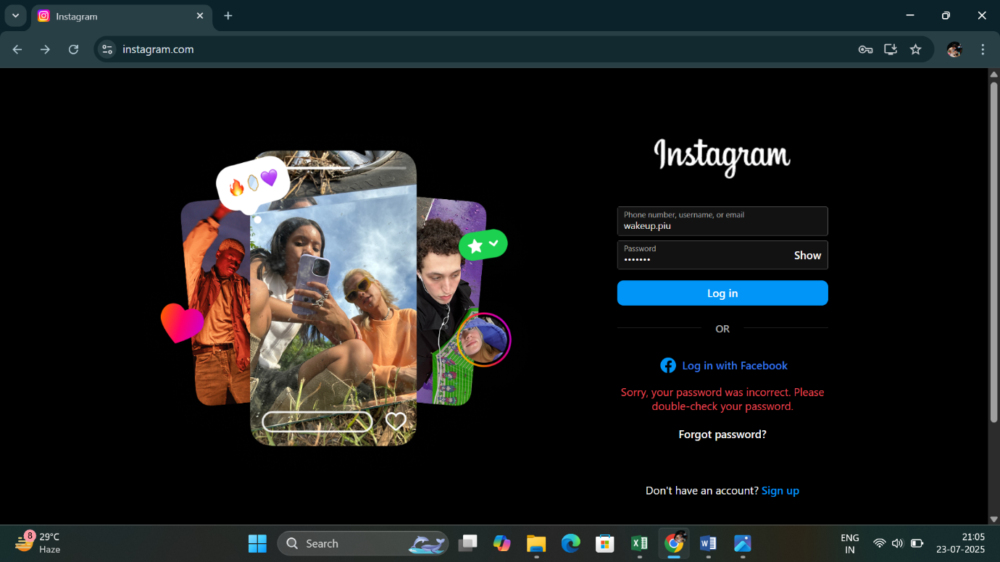 Instagram
instagram.com
Instagram
Phone number, username, or email
wakeup.piu
Password
•••••••
Show
Log in
OR
Log in with Facebook
Sorry, your password was incorrect. Please
double-check your password.
Forgot password?
Don't have an account? Sign up
8
29°C
Haze
Search
ENG
IN
21:05
23-07-2025